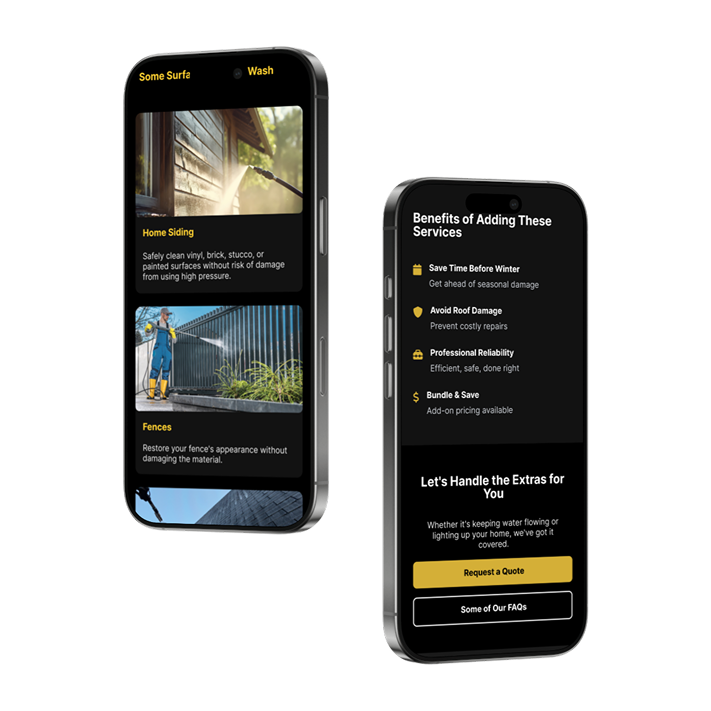 Some Surfa Wash
Home Siding
Safely clean vinyl, brick, stucco, or
painted surfaces without risk of damage
from using high pressure.
Fences
Restore your fence's appearance without
damaging the material.
Benefits of Adding These
Services
Save Time Before Winter
Get ahead of seasonal damage
Avoid Roof Damage
Prevent costly repairs
Professional Reliability
Efficient, safe, done right
Bundle & Save
Add-on pricing available
Let's Handle the Extras for
You
Whether it's keeping water flowing or
lighting up your home, we've got it
covered.
Request a Quote
Some of Our FAQs